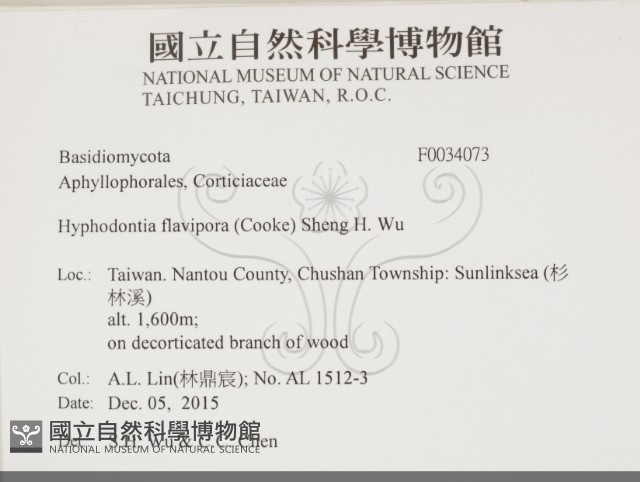 國立自然科學博物館
NATIONAL MUSEUM OF NATURAL SCIENCE
TAICHUNG, TAIWAN, R.O.C.
Basidiomycota F0034073
Aphyllophorales, Corticiaceae
Hyphodontia flavipora (Cooke) Sheng H. Wu
Loc.: Taiwan. Nantou County, Chushan Township: Sunlinksea (杉
林溪)
alt. 1,600m;
on decorticated branch of wood
Col.: A.L. Lin(林鼎宸); No. AL 1512-3
Date: Dec. 05, 2015
Det.: S.H. Wu & C.C. Chen
國立自然科學博物館
NATIONAL MUSEUM OF NATURAL SCIENCE